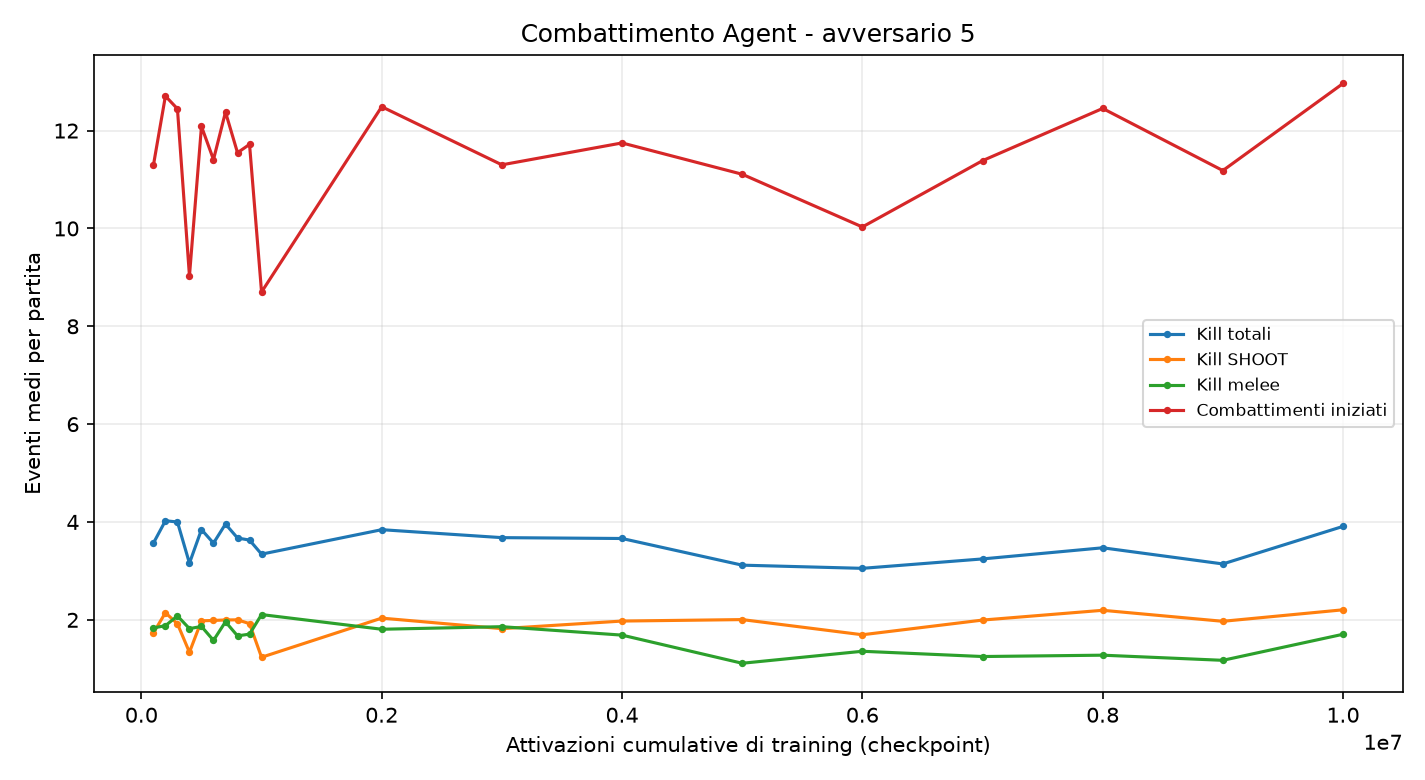 Combattimento Agent - avversario 5
Eventi medi per partita
12
10
8
6
4
2
Kill totali
Kill SHOOT
Kill melee
Combattimenti iniziati
0.0 0.2 0.4 0.6 0.8 1.0
1e7
Attivazioni cumulative di training (checkpoint)